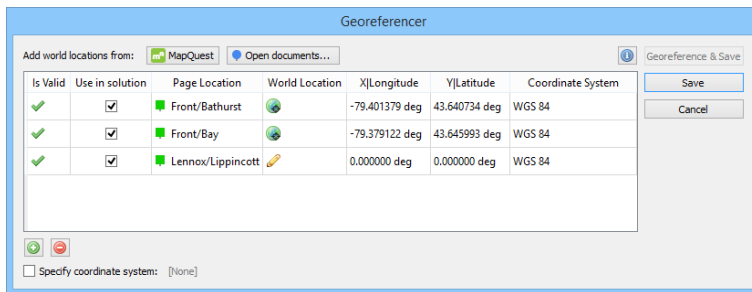 Georeferencer
Add world locations from: MapQuest Open documents... Georeference & Save
Is Valid Use in solution Page Location World Location X|Longitude Y|Latitude Coordinate System Save
Front/Bathurst -79.401379 deg 43.640734 deg WGS 84 Cancel
Front/Bay -79.379122 deg 43.645993 deg WGS 84
Lennox/Lippincott 0.000000 deg 0.000000 deg WGS 84
Specify coordinate system: [None]